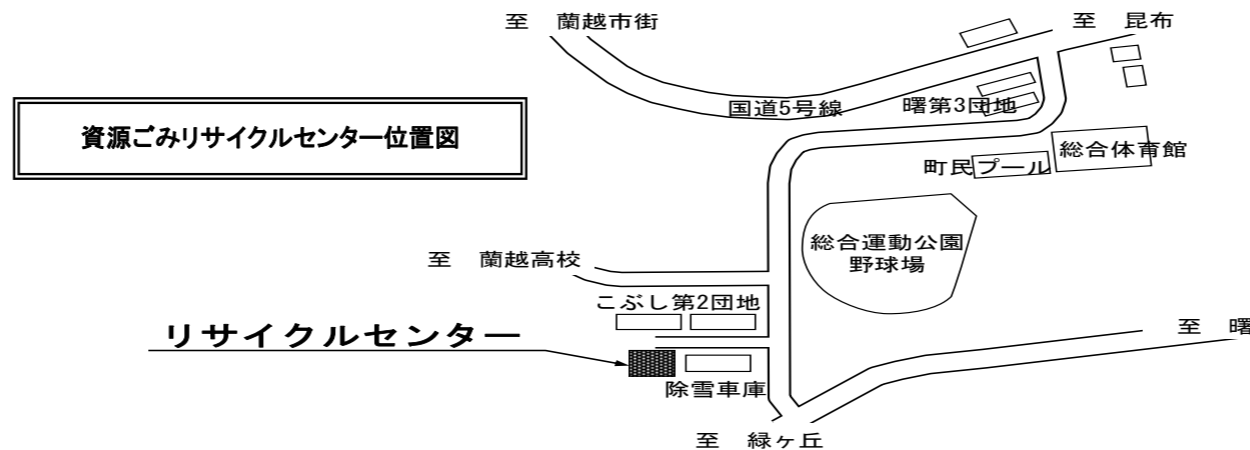 至　蘭越市街
至　昆布
国道5号線
曙第3団地
資源ごみリサイクルセンター位置図
総合体育館
町民プール
総合運動公園
野球場
至　蘭越高校
こぶし第2団地
リサイクルセンター
至　曙
除雪車庫
至　緑ヶ丘